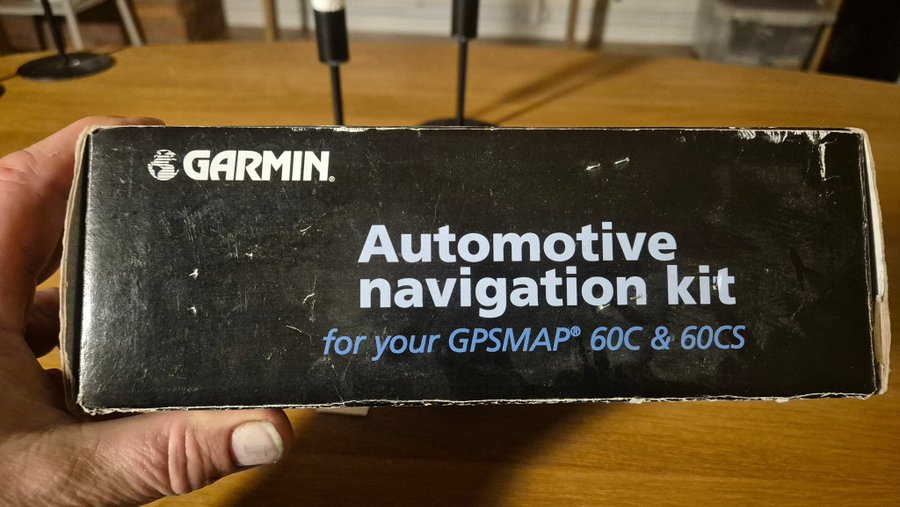 GARMIN®
Automotive
navigation kit
for your GPSMAP® 60C & 60CS